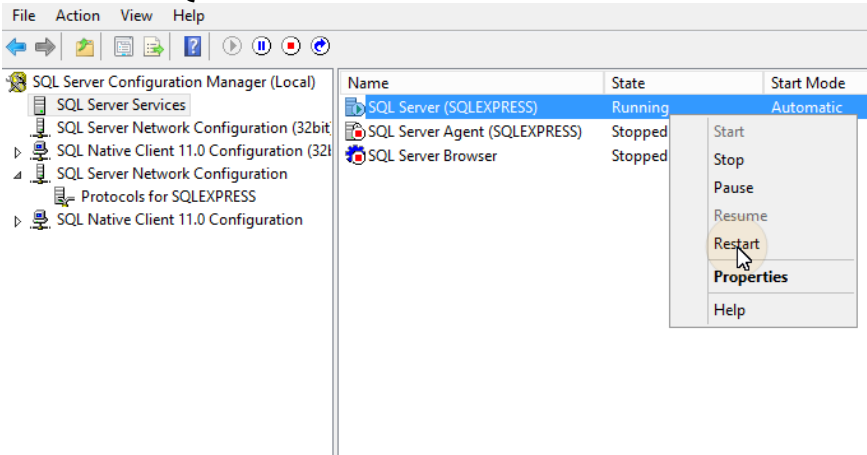 File Action View Help
SQL Server Configuration Manager (Local)
SQL Server Services
SQL Server Network Configuration (32bit
SQL Native Client 11.0 Configuration (32
SQL Server Network Configuration
Protocols for SQLEXPRESS
SQL Native Client 11.0 Configuration
Name State Start Mode
SQL Server (SQLEXPRESS) Running Automatic
SQL Server Agent (SQLEXPRESS) Stopped
SQL Server Browser Stopped
Start
Stop
Pause
Resume
Restart
Properties
Help